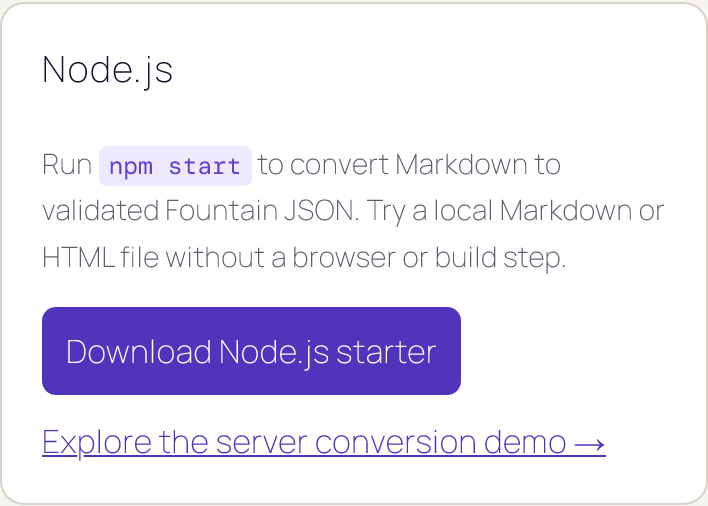 Node.js
Run npm start to convert Markdown to
validated Fountain JSON. Try a local Markdown or
HTML file without a browser or build step.
Download Node.js starter
Explore the server conversion demo →